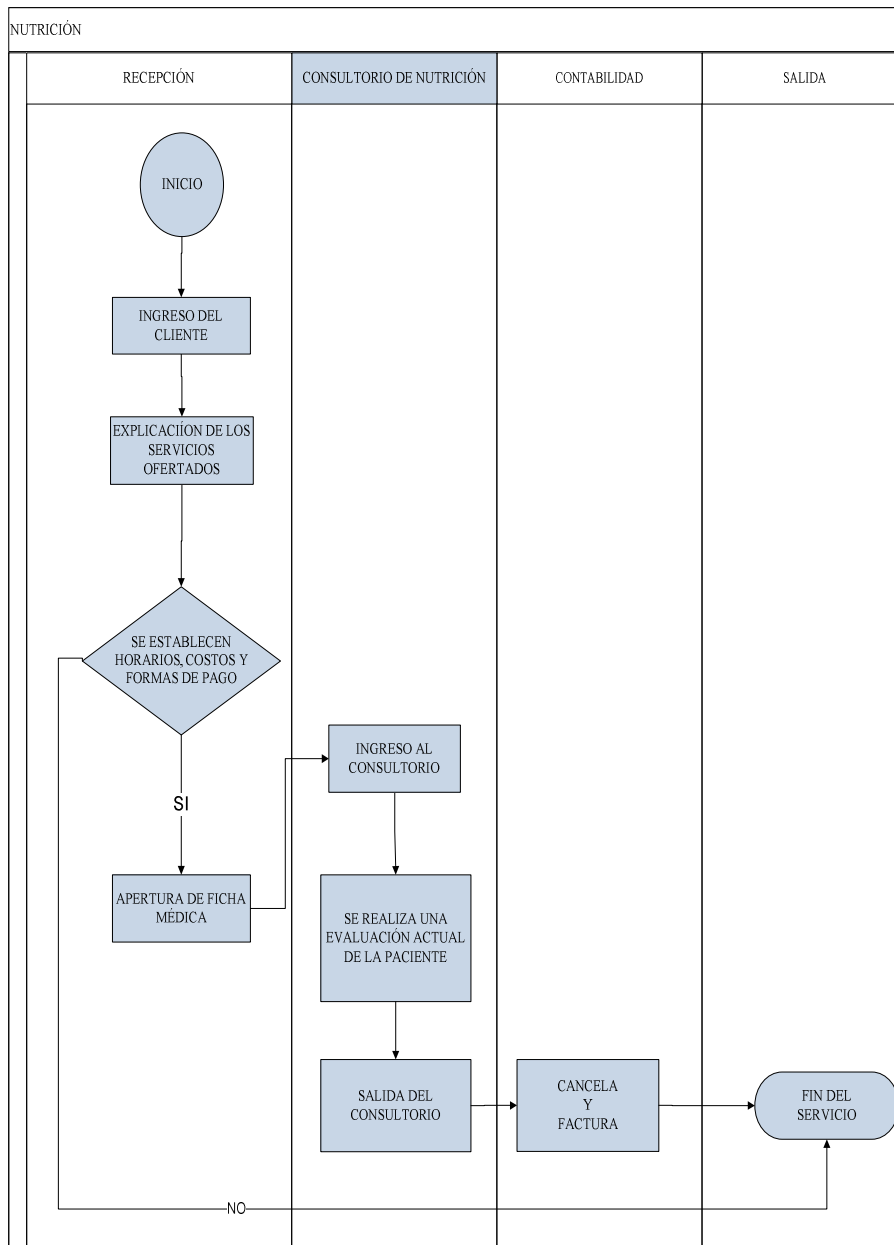 NUTRICIÓN
RECEPCIÓN
CONSULTORIO DE NUTRICIÓN
CONTABILIDAD
SALIDA
INICIO
INGRESO DEL
CLIENTE
EXPLICACIÍON DE LOS
SERVICIOS
OFERTADOS
SE ESTABLECEN
HORARIOS, COSTOS Y
FORMAS DE PAGO
SI
APERTURA DE FICHA
MÉDICA
INGRESO AL
CONSULTORIO
SE REALIZA UNA
EVALUACIÓN ACTUAL
DE LA PACIENTE
SALIDA DEL
CONSULTORIO
CANCELA
Y
FACTURA
FIN DEL
SERVICIO
NO